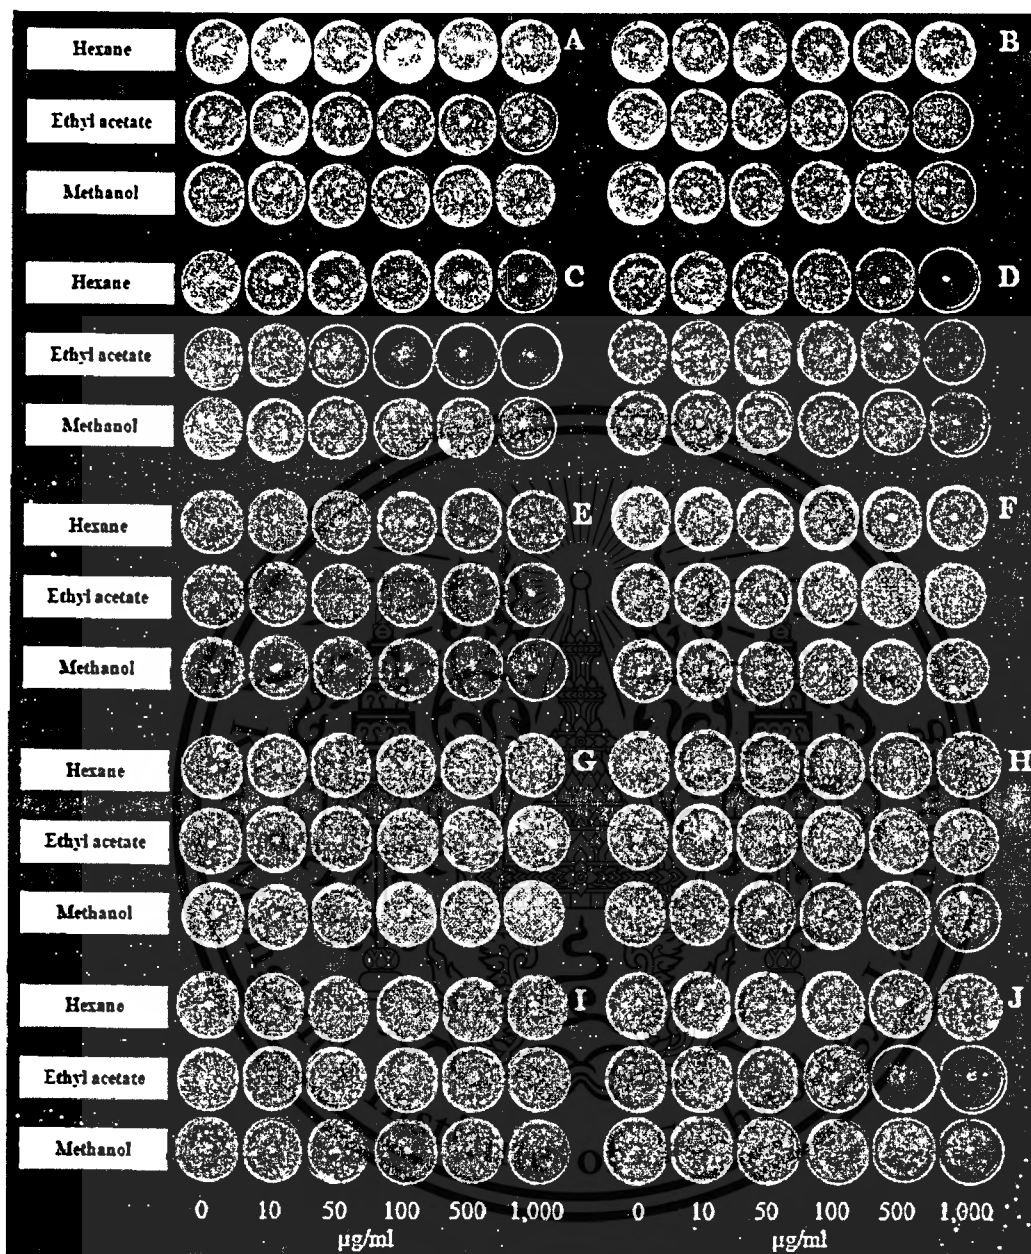 Hexane A B
Ethyl acetate
Methanol
Hexane C D
Ethyl acetate
Methanol
Hexane E F
Ethyl acetate
Methanol
Hexane G H
Ethyl acetate
Methanol
Hexane I J
Ethyl acetate
Methanol
0 10 50 100 500 1,000 0 10 50 100 500 1,000
µg/ml µg/ml